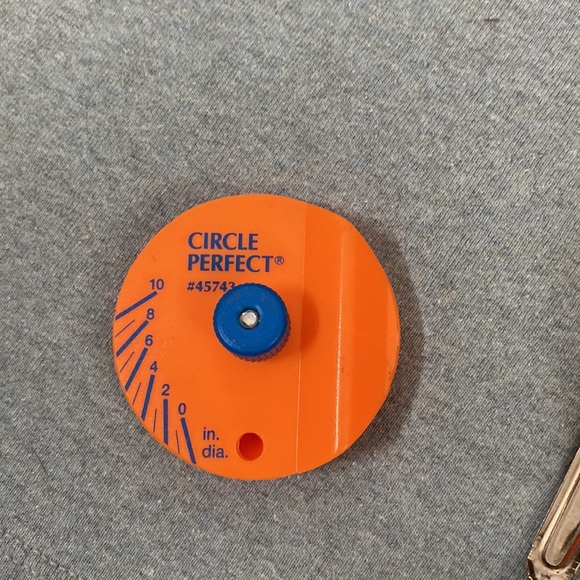 CIRCLE
PERFECT®
#45743
10
8
6
4
2
0
in.
dia.